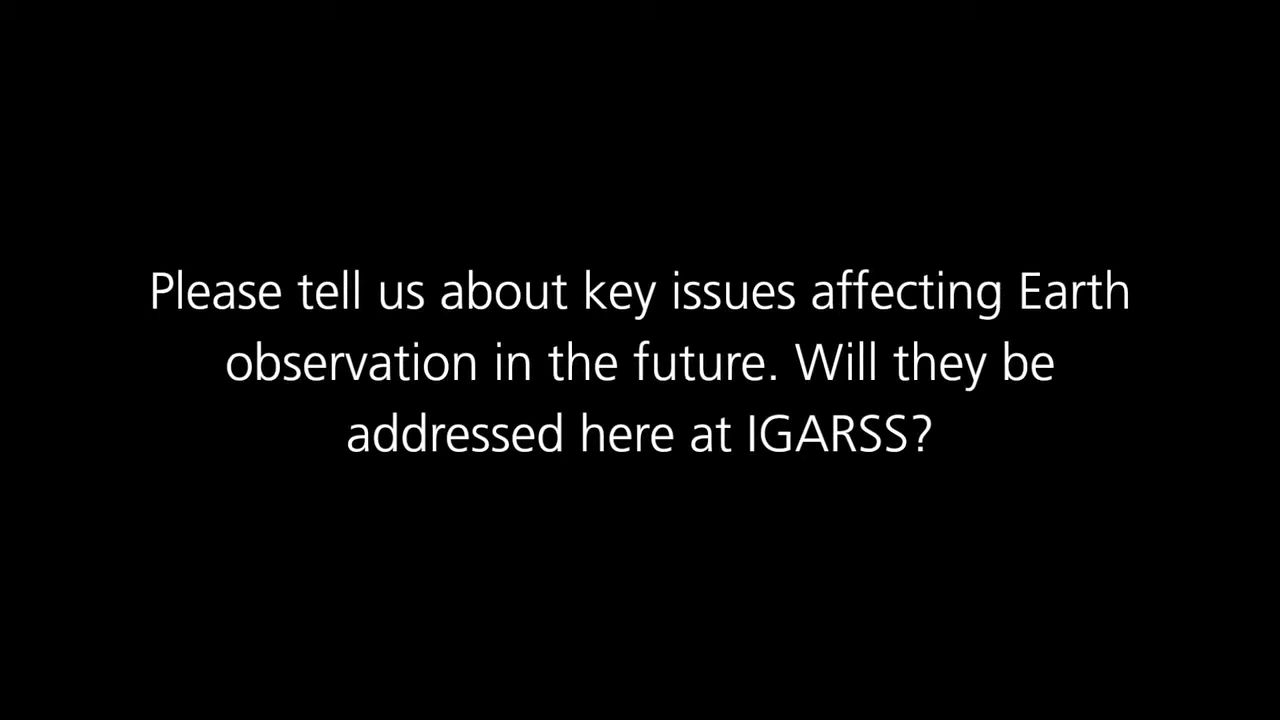 Please tell us about key issues affecting Earth
observation in the future. Will they be
addressed here at IGARSS?